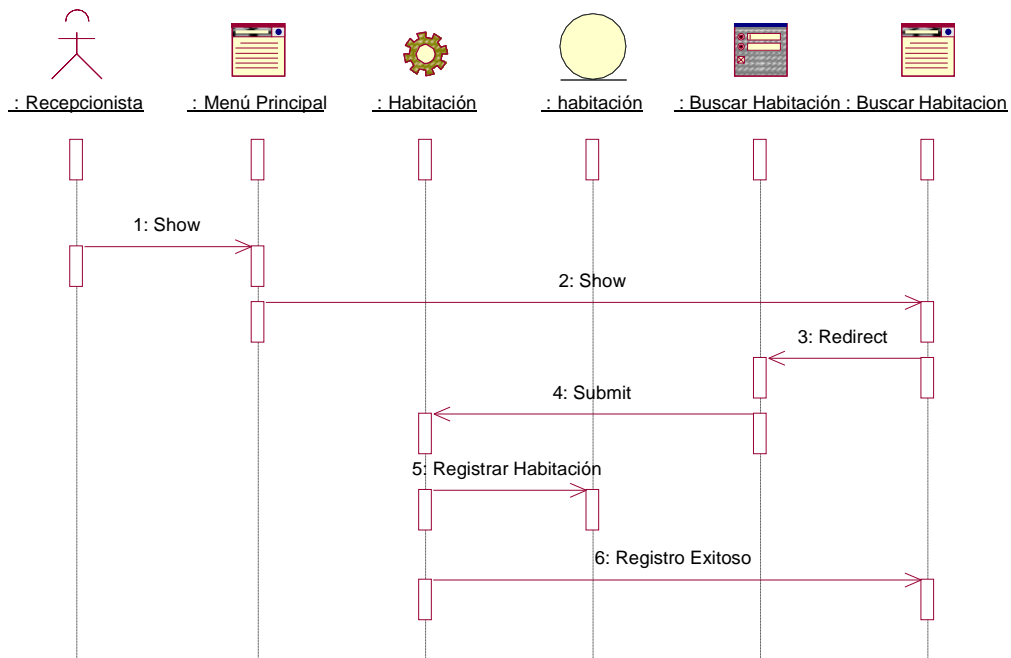 : Recepcionista : Menú Principal : Habitación : habitación : Buscar Habitación : Buscar Habitacion
1: Show
2: Show
3: Redirect
4: Submit
5: Registrar Habitación
6: Registro Exitoso